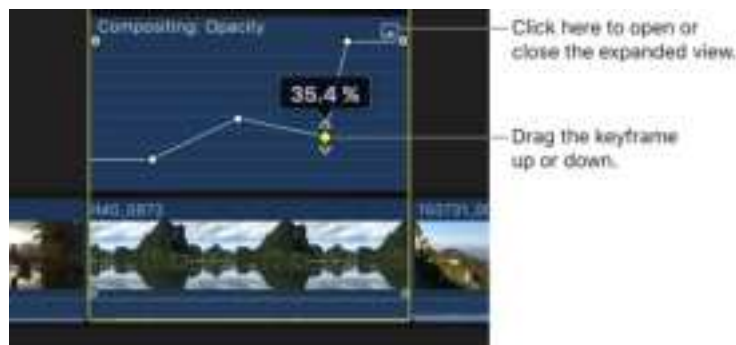 Compositing: Opacity
Click here to open or
close the expanded view.
35.4 %
Drag the keyframe
up or down.
IMG_0873